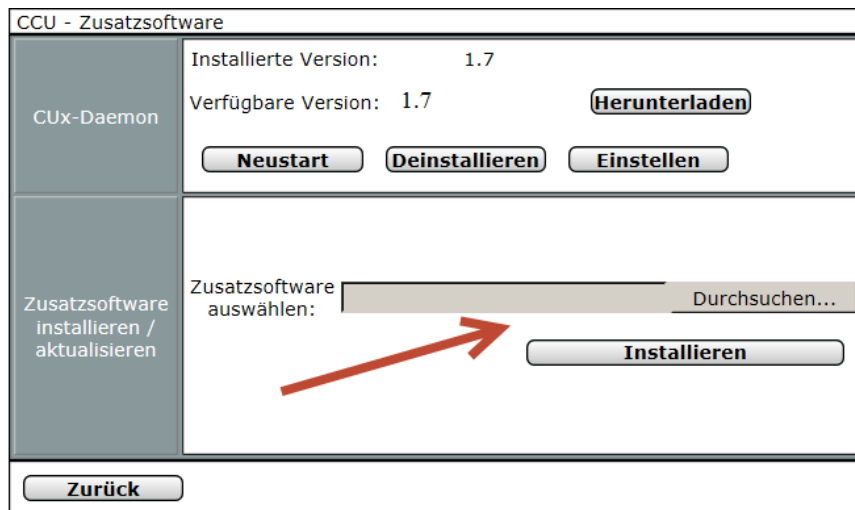 CCU - Zusatzsoftware
CUx-Daemon
Installierte Version: 1.7
Verfügbare Version: 1.7 Herunterladen
Neustart Deinstallieren Einstellen
Zusatzsoftware
installieren /
aktualisieren
Zusatzsoftware
auswählen:
Durchsuchen...
Installieren
Zurück